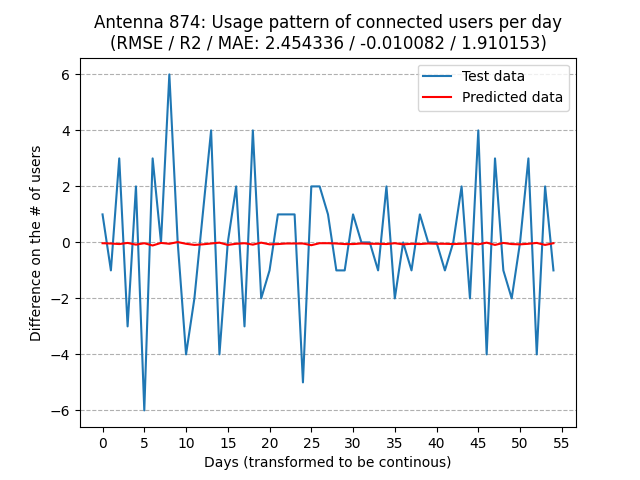 Antenna 874: Usage pattern of connected users per day
(RMSE / R2 / MAE: 2.454336 / -0.010082 / 1.910153)
Test data
Predicted data
6
4
2
0
−2
−4
−6
Difference on the # of users
0 5 10 15 20 25 30 35 40 45 50 55
Days (transformed to be continous)